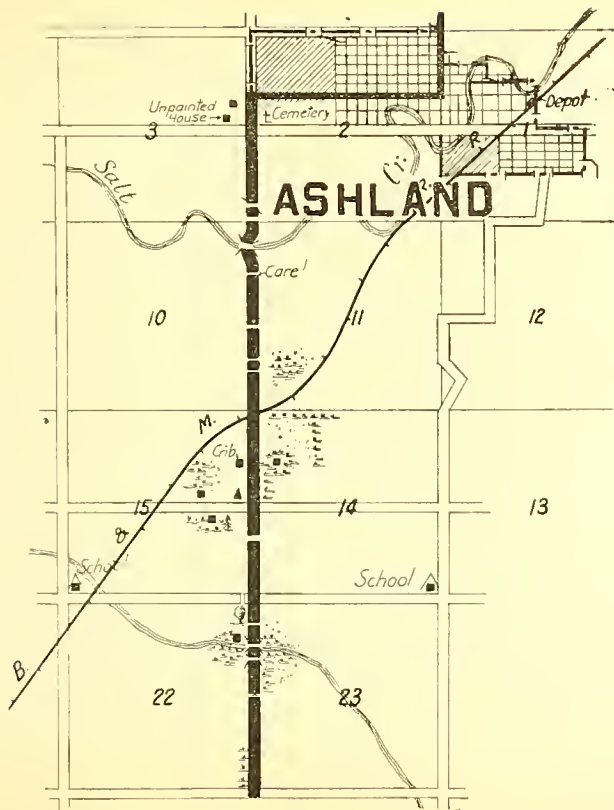 Depot
Unpainted
House →
Cemetery
3
2
1
R.
Salt
Cr.
ASHLAND
Care!
10
11
12
M.
Crib
15
14
13
&
School
School
B.
22
23